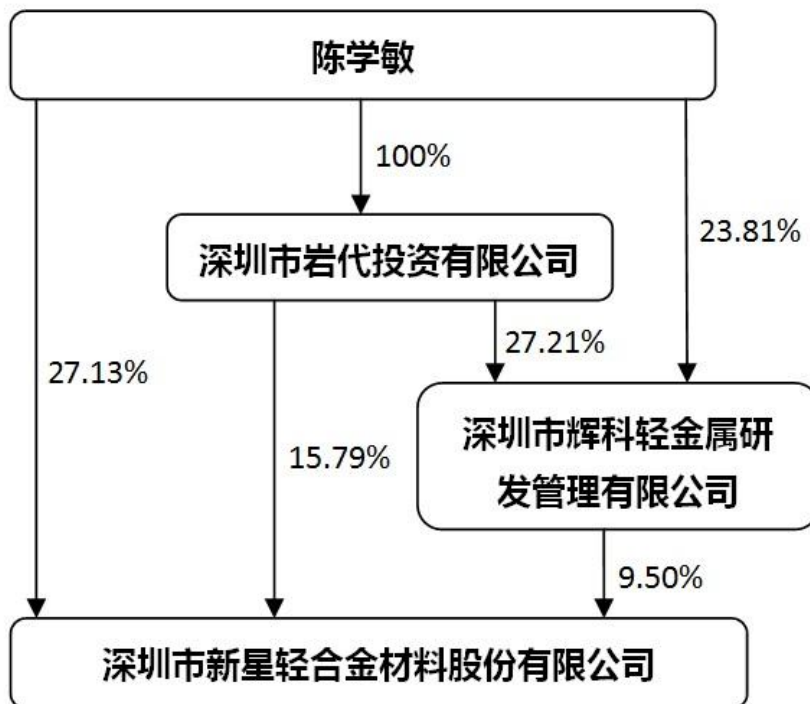 陈学敏
100%
23.81%
深圳市岩代投资有限公司
27.21%
27.13%
深圳市辉科轻金属研
发管理有限公司
15.79%
9.50%
深圳市新星轻合金材料股份有限公司